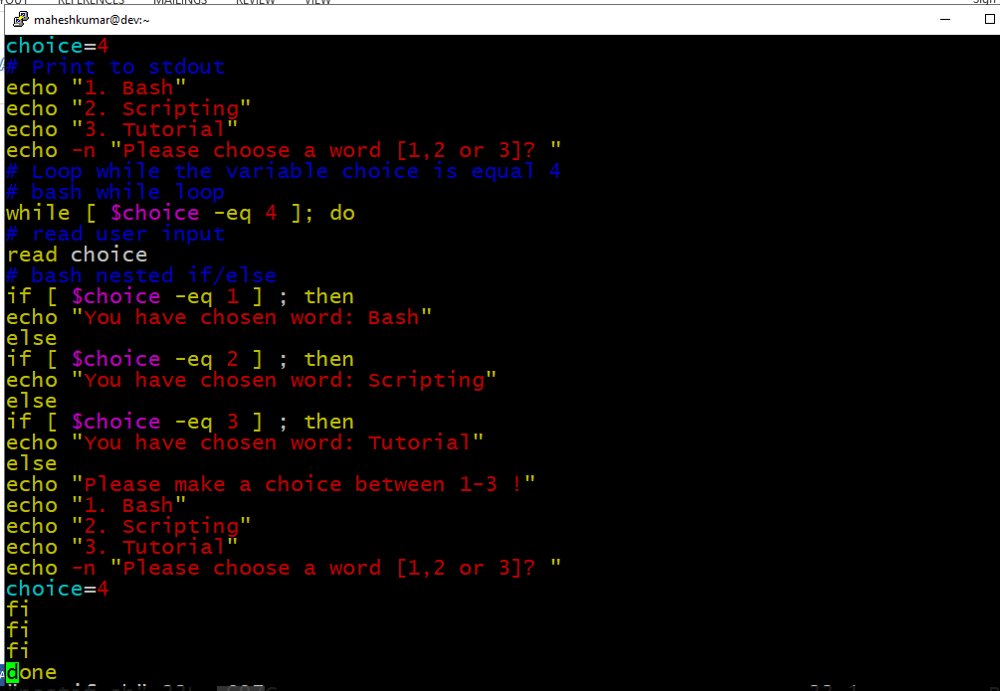 REFERENCES MAILINGS REVIEW VIEW
maheshkumar@dev:~
choice=4
# Print to stdout
echo "1. Bash"
echo "2. Scripting"
echo "3. Tutorial"
echo -n "Please choose a word [1,2 or 3]? "
# Loop while the variable choice is equal 4
# bash while loop
while [ $choice -eq 4 ]; do
# read user input
read choice
# bash nested if/else
if [ $choice -eq 1 ] ; then
echo "You have chosen word: Bash"
else
if [ $choice -eq 2 ] ; then
echo "You have chosen word: Scripting"
else
if [ $choice -eq 3 ] ; then
echo "You have chosen word: Tutorial"
else
echo "Please make a choice between 1-3 !"
echo "1. Bash"
echo "2. Scripting"
echo "3. Tutorial"
echo -n "Please choose a word [1,2 or 3]? "
choice=4
fi
fi
fi
done